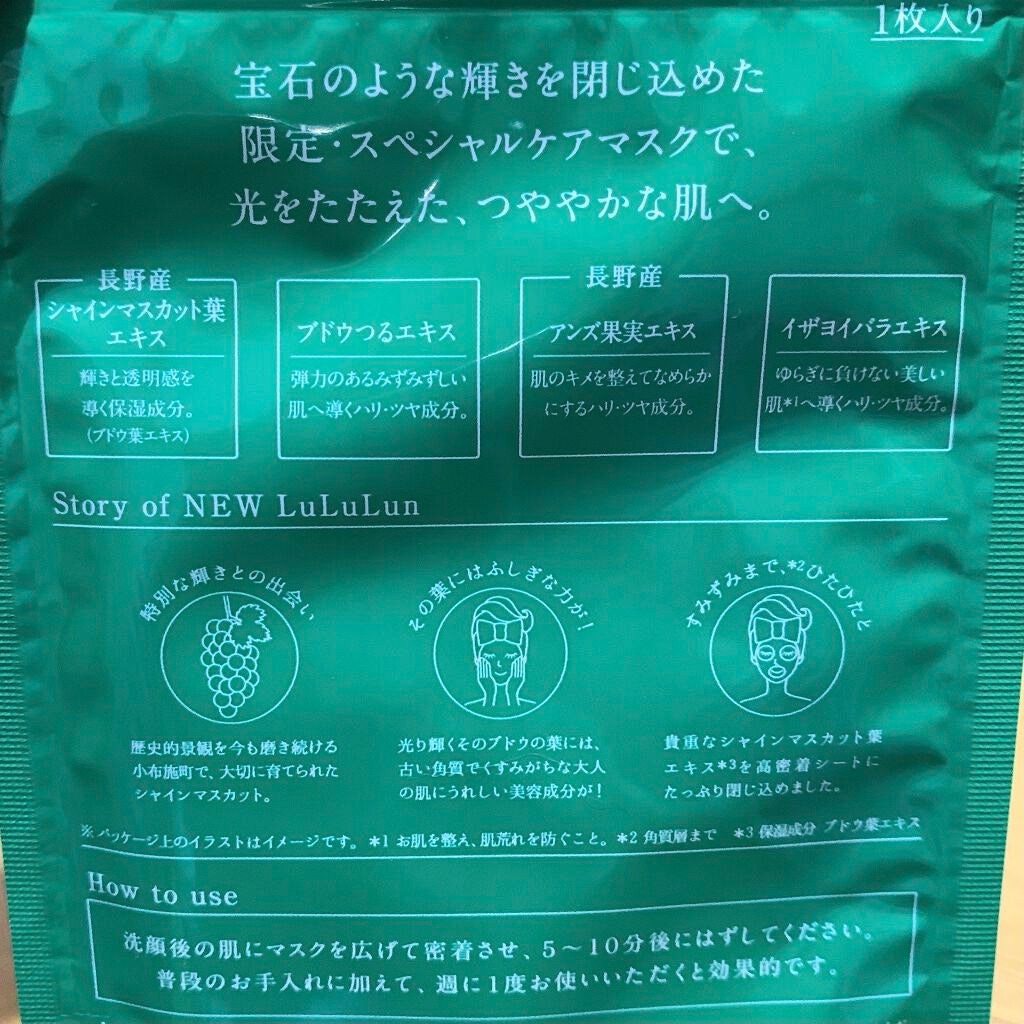 1枚入り
宝石のような輝きを閉じ込めた
限定・スペシャルケアマスクで、
光をたたえた、つややかな肌へ。
長野産
シャインマスカット葉
エキス
輝きと透明感を
導く保湿成分。
(ブドウ葉エキス)
ブドウつるエキス
弾力のあるみずみずしい
肌へ導くハリ・ツヤ成分。
長野産
アンズ果実エキス
肌のキメを整えてなめらか
にするハリ・ツヤ成分。
イザヨイバラエキス
ゆらぎに負けない美しい
肌*1へ導くハリ・ツヤ成分。
Story of NEW LuLuLun
特別な輝きとの出会い
歴史的景観を今も磨き続ける
小布施町で、大切に育てられた
シャインマスカット。
その葉にはふしぎな力が!
光り輝くそのブドウの葉には、
古い角質でくすみがちな大人
の肌にうれしい美容成分が!
すみずみまで、*2ひたひたと
貴重なシャインマスカット葉
エキス*3を高密着シートに
たっぷり閉じ込めました。
※パッケージ上のイラストはイメージです。 *1 お肌を整え、肌荒れを防ぐこと。 *2 角質層まで *3 保湿成分 ブドウ葉エキス
How to use
洗顔後の肌にマスクを広げて密着させ、5~10分後にはずしてください。
普段のお手入れに加えて、週に1度お使いいただくと効果的です。